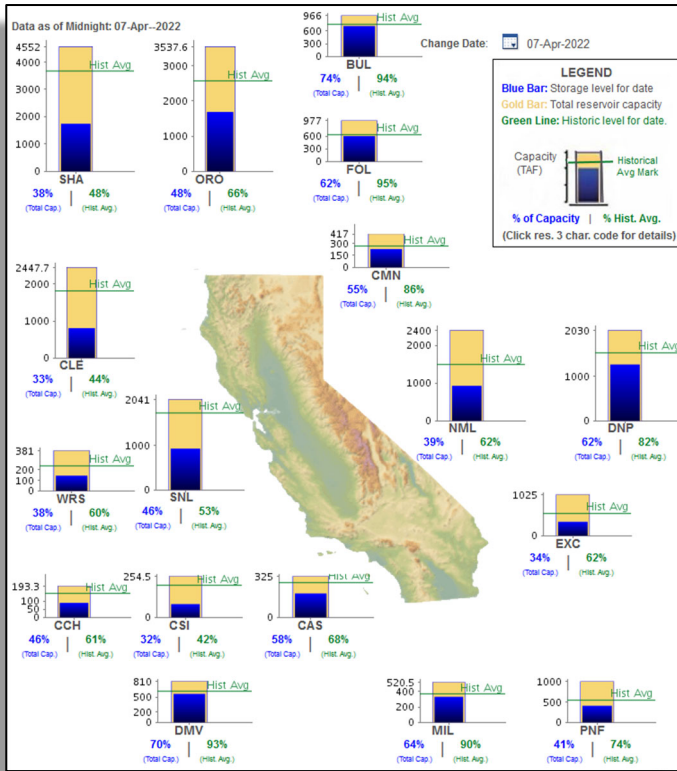 Data as of Midnight: 07-Apr--2022
Change Date: 07-Apr-2022
4552
4000
3000
2000
1000
0
Hist Avg
SHA
38% | 48%
(Total Cap.) (Hist. Avg.)
3537.6
3000
2000
1000
0
Hist Avg
ORO
48% | 66%
(Total Cap.) (Hist. Avg.)
966
600
300
0
Hist Avg
BUL
74% | 94%
(Total Cap.) (Hist. Avg.)
977
600
300
0
Hist Avg
FOL
62% | 95%
(Total Cap.) (Hist. Avg.)
LEGEND
Blue Bar: Storage level for date
Gold Bar: Total reservoir capacity
Green Line: Historic level for date.
Capacity
(TAF)
Historical
Avg Mark
% of Capacity | % Hist. Avg.
(Click res. 3 char. code for details)
417
300
150
0
Hist Avg
CMN
55% | 86%
(Total Cap.) (Hist. Avg.)
2447.7
2000
1000
0
Hist Avg
CLE
33% | 44%
(Total Cap.) (Hist. Avg.)
2400
2000
1000
0
Hist Avg
NML
39% | 62%
(Total Cap.) (Hist. Avg.)
2030
1000
0
Hist Avg
DNP
62% | 82%
(Total Cap.) (Hist. Avg.)
2041
1000
0
Hist Avg
SNL
46% | 53%
(Total Cap.) (Hist. Avg.)
381
200
100
0
Hist Avg
WRS
38% | 60%
(Total Cap.) (Hist. Avg.)
1025
0
Hist Avg
EXC
34% | 62%
(Total Cap.) (Hist. Avg.)
193.3
100
50
0
Hist Avg
CCH
46% | 61%
(Total Cap.) (Hist. Avg.)
254.5
0
Hist Avg
CSI
32% | 42%
(Total Cap.) (Hist. Avg.)
325
0
Hist Avg
CAS
58% | 68%
(Total Cap.) (Hist. Avg.)
810
500
250
0
Hist Avg
DMV
70% | 93%
(Total Cap.) (Hist. Avg.)
520.5
400
200
0
Hist Avg
MIL
64% | 90%
(Total Cap.) (Hist. Avg.)
1000
500
0
Hist Avg
PNF
41% | 74%
(Total Cap.) (Hist. Avg.)